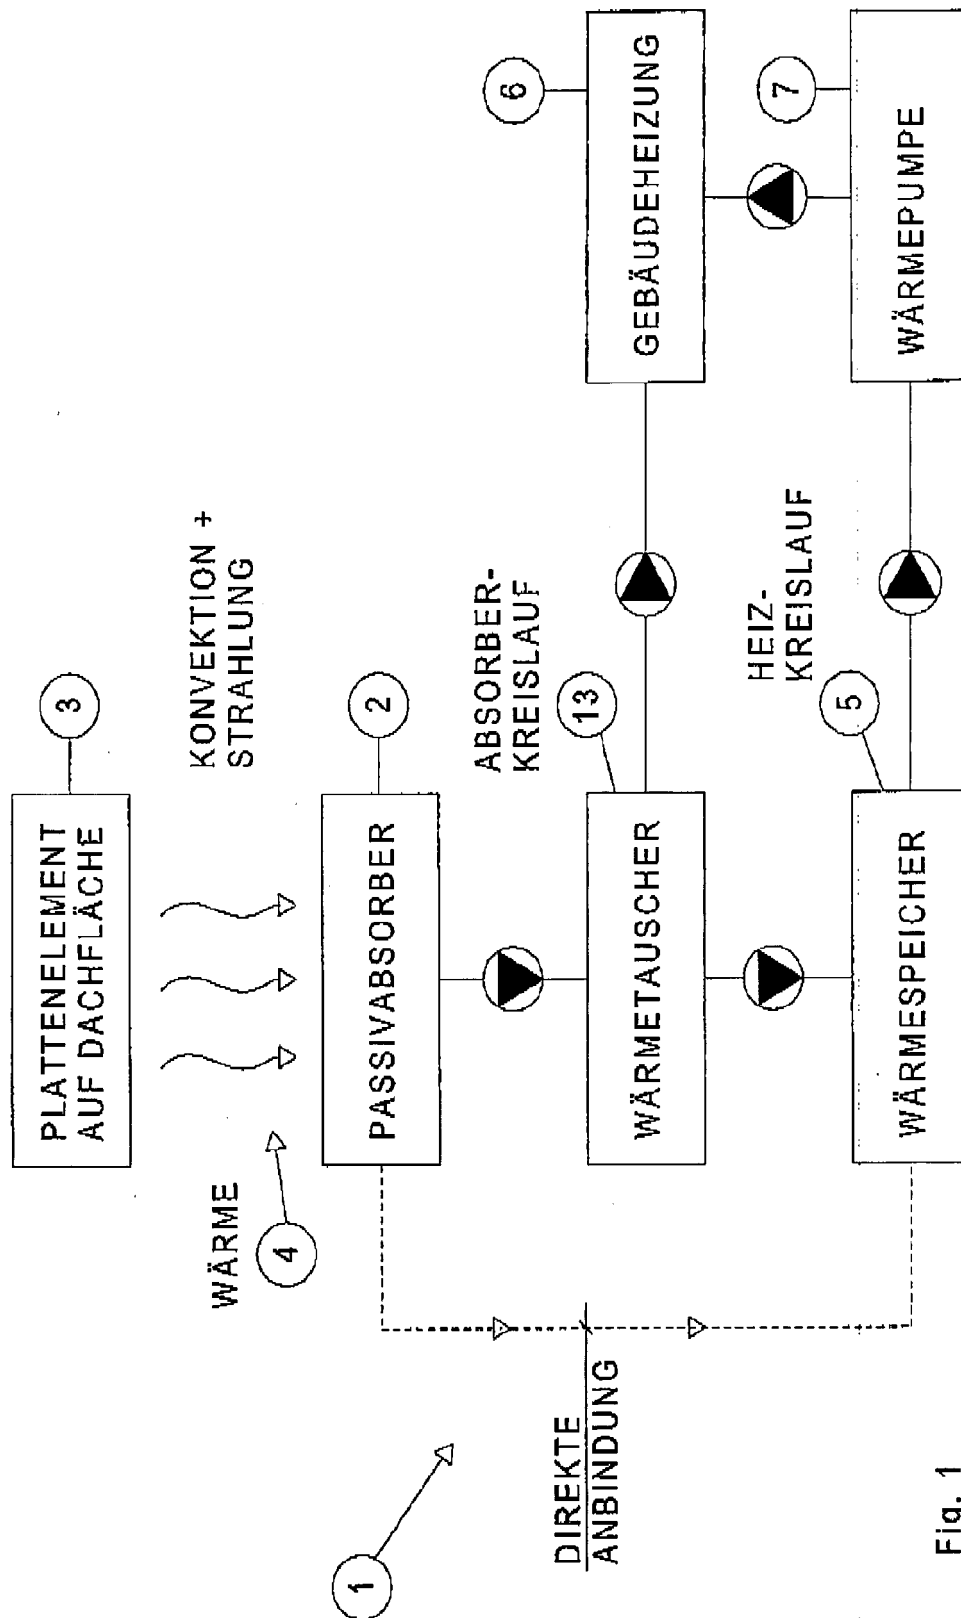 PLATTENELEMENT
AUF DACHFLÄCHE
3
KONVEKTION +
STRAHLUNG
WÄRME
4
1
PASSIVABSORBER
2
ABSORBER-
KREISLAUF
6
DIREKTE
ANBINDUNG
WÄRMETAUSCHER
13
GEBÄUDEHEIZUNG
HEIZ-
KREISLAUF
7
5
WÄRMESPEICHER
WÄRMEPUMPE
Fig. 1